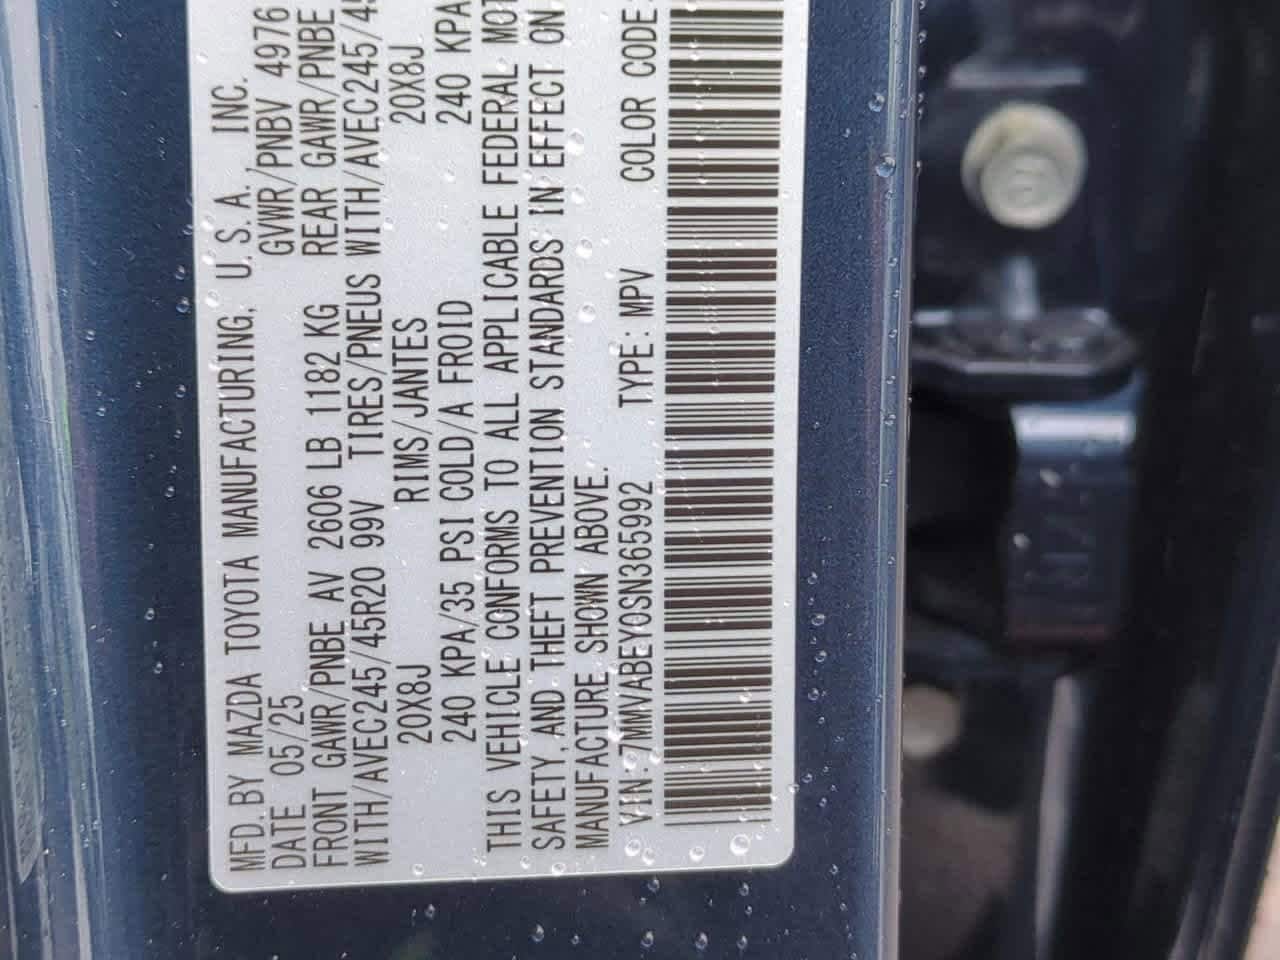 MFD. BY MAZDA TOYOTA MANUFACTURING, U. S. A., INC.
DATE 05/25 GVWR/PNBV 4976
FRONT GAWR/PNBE AV 2606 LB 1182 KG REAR GAWR/PNBE
WITH/AVEC245/45R20 99V TIRES/PNEUS WITH/AVEC245/45
20X8J RIMS/JANTES 20X8J
240 KPA/35 PSI COLD/A FROID 240 KPA
THIS VEHICLE CONFORMS TO ALL APPLICABLE FEDERAL MOT
SAFETY, AND THEFT PREVENTION STANDARDS IN EFFECT ON
MANUFACTURE SHOWN ABOVE.
VIN:7MMVABEY0SN365992 TYPE:MPV COLOR CODE: